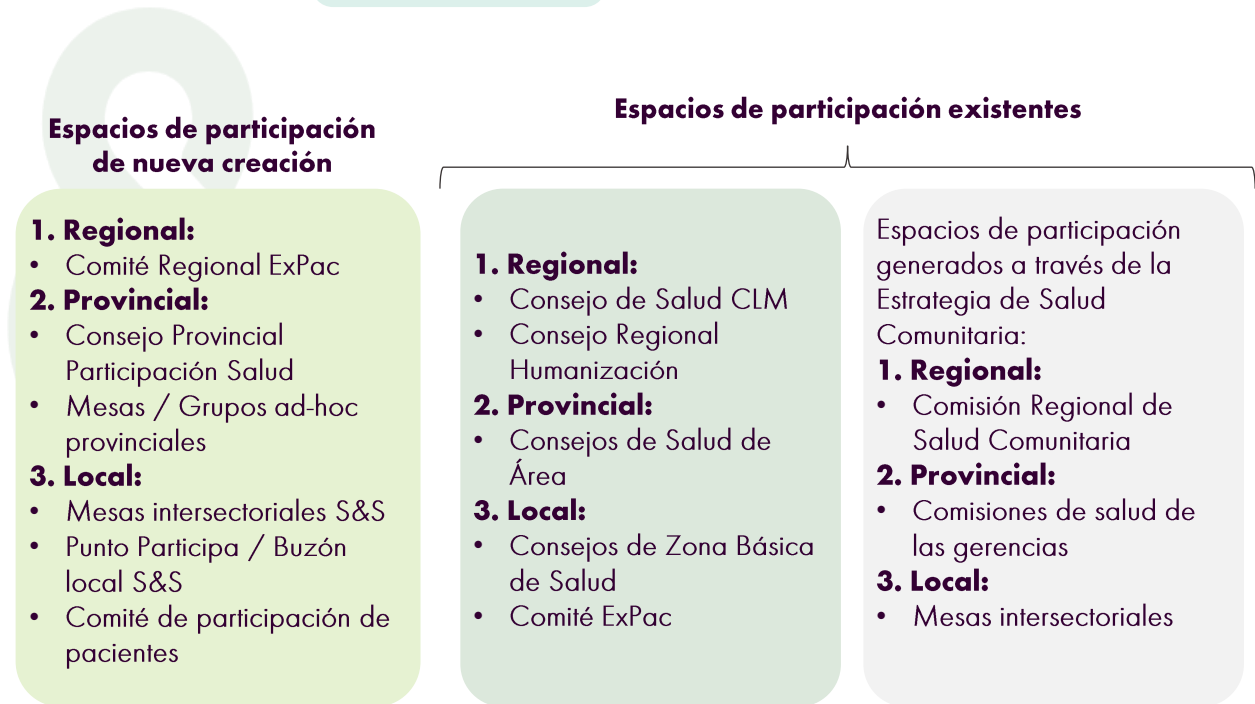 Espacios de participación
de nueva creación
1. Regional:
• Comité Regional ExPac
2. Provincial:
• Consejo Provincial
Participación Salud
• Mesas / Grupos ad-hoc
provinciales
3. Local:
• Mesas intersectoriales S&S
• Punto Participa / Buzón
local S&S
• Comité de participación de
pacientes
Espacios de participación existentes
1. Regional:
• Consejo de Salud CLM
• Consejo Regional
Humanización
2. Provincial:
• Consejos de Salud de
Área
3. Local:
• Consejos de Zona Básica
de Salud
• Comité ExPac
Espacios de participación
generados a través de la
Estrategia de Salud
Comunitaria:
1. Regional:
• Comisión Regional de
Salud Comunitaria
2. Provincial:
• Comisiones de salud de
las gerencias
3. Local:
• Mesas intersectoriales